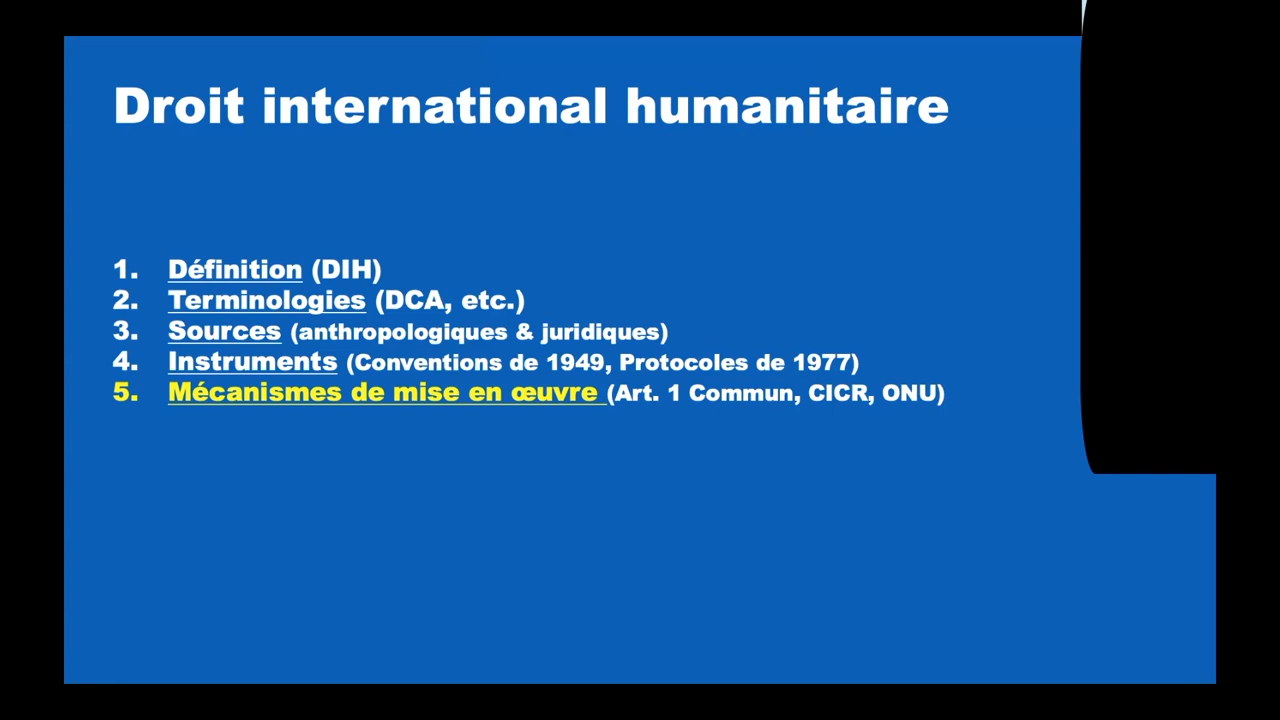 Droit international humanitaire
1. Définition (DIH)
2. Terminologies (DCA, etc.)
3. Sources (anthropologiques & juridiques)
4. Instruments (Conventions de 1949, Protocoles de 1977)
5. Mécanismes de mise en œuvre (Art. 1 Commun, CICR, ONU)